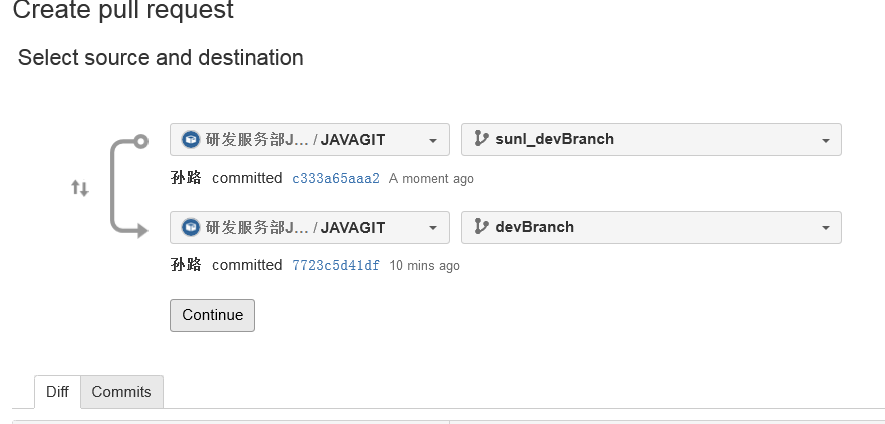 Create pull request
Select source and destination
研发服务部J... / JAVAGIT sunl_devBranch
孙路 committed c333a65aaa2 A moment ago
研发服务部J... / JAVAGIT devBranch
孙路 committed 7723c5d41df 10 mins ago
Continue
Diff Commits